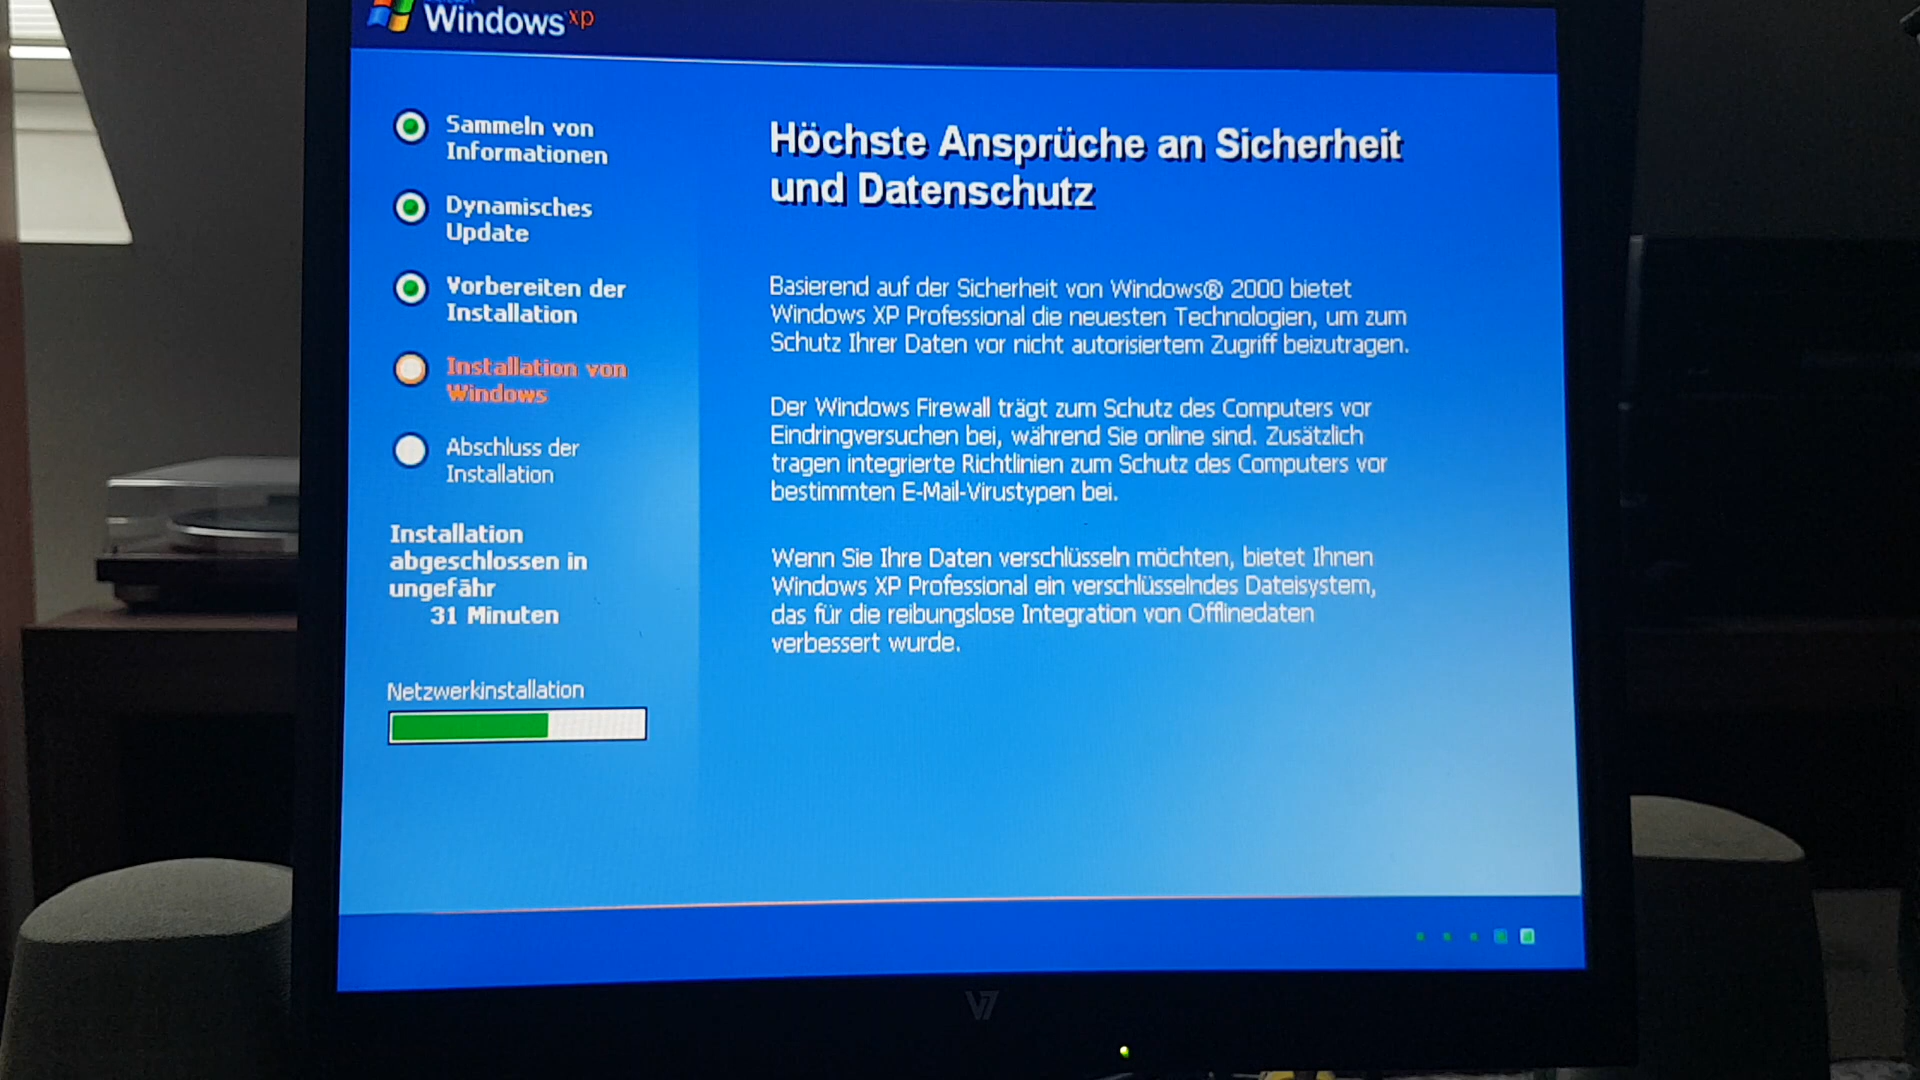 Windows xp
Sammeln von
Informationen
Dynamisches
Update
Vorbereiten der
Installation
Installation von
Windows
Abschluss der
Installation
Installation
abgeschlossen in
ungefähr
31 Minuten
Netzwerkinstallation
Höchste Ansprüche an Sicherheit
und Datenschutz
Basierend auf der Sicherheit von Windows® 2000 bietet
Windows XP Professional die neuesten Technologien, um zum
Schutz Ihrer Daten vor nicht autorisiertem Zugriff beizutragen.
Der Windows Firewall trägt zum Schutz des Computers vor
Eindringversuchen bei, während Sie online sind. Zusätzlich
tragen integrierte Richtlinien zum Schutz des Computers vor
bestimmten E-Mail-Virustypen bei.
Wenn Sie Ihre Daten verschlüsseln möchten, bietet Ihnen
Windows XP Professional ein verschlüsselndes Dateisystem,
das für die reibungslose Integration von Offlinedaten
verbessert wurde.
V7